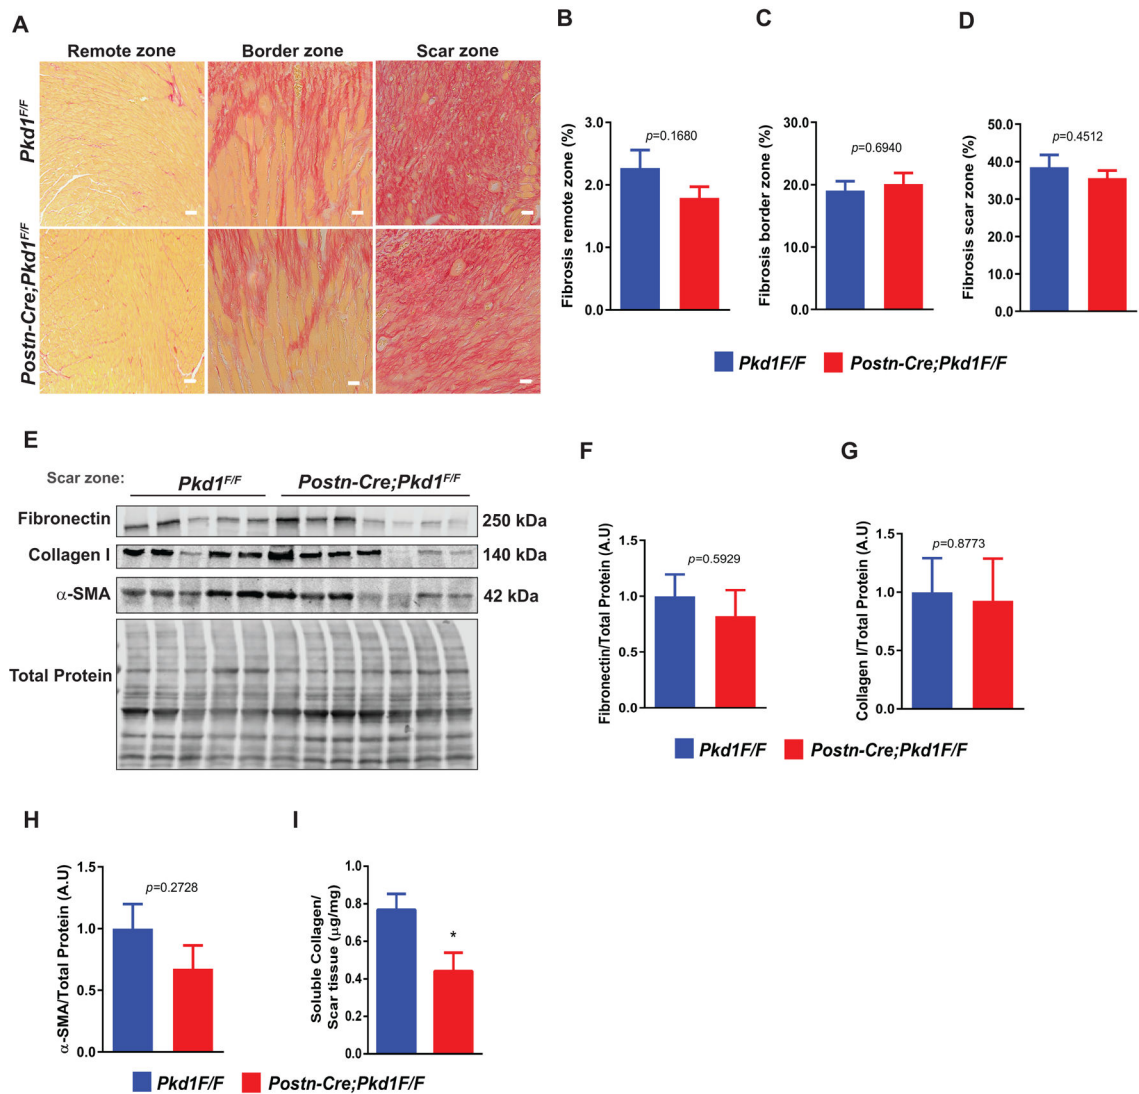 A
Remote zone
Border zone
Scar zone
Pkd1F/F
Postn-Cre;Pkd1F/F
B
Fibrosis remote zone (%)
3.0
2.0
1.0
0.0
p=0.1680
C
Fibrosis border zone (%)
30.0
20.0
10.0
0.0
p=0.6940
D
Fibrosis scar zone (%)
50.0
40.0
30.0
20.0
10.0
0.0
p=0.4512
Pkd1F/F
Postn-Cre;Pkd1F/F
E
Scar zone:
Pkd1F/F
Postn-Cre;Pkd1F/F
Fibronectin
250 kDa
Collagen I
140 kDa
α-SMA
42 kDa
Total Protein
F
Fibronectin/Total Protein (A.U)
1.5
1.0
0.5
0.0
p=0.5929
G
Collagen I/Total Protein (A.U)
1.5
1.0
0.5
0.0
p=0.8773
Pkd1F/F
Postn-Cre;Pkd1F/F
H
α-SMA/Total Protein (A.U)
1.5
1.0
0.5
0.0
p=0.2728
I
Soluble Collagen/
Scar tissue (μg/mg)
1.0
0.8
0.6
0.4
0.2
0.0
*
Pkd1F/F
Postn-Cre;Pkd1F/F